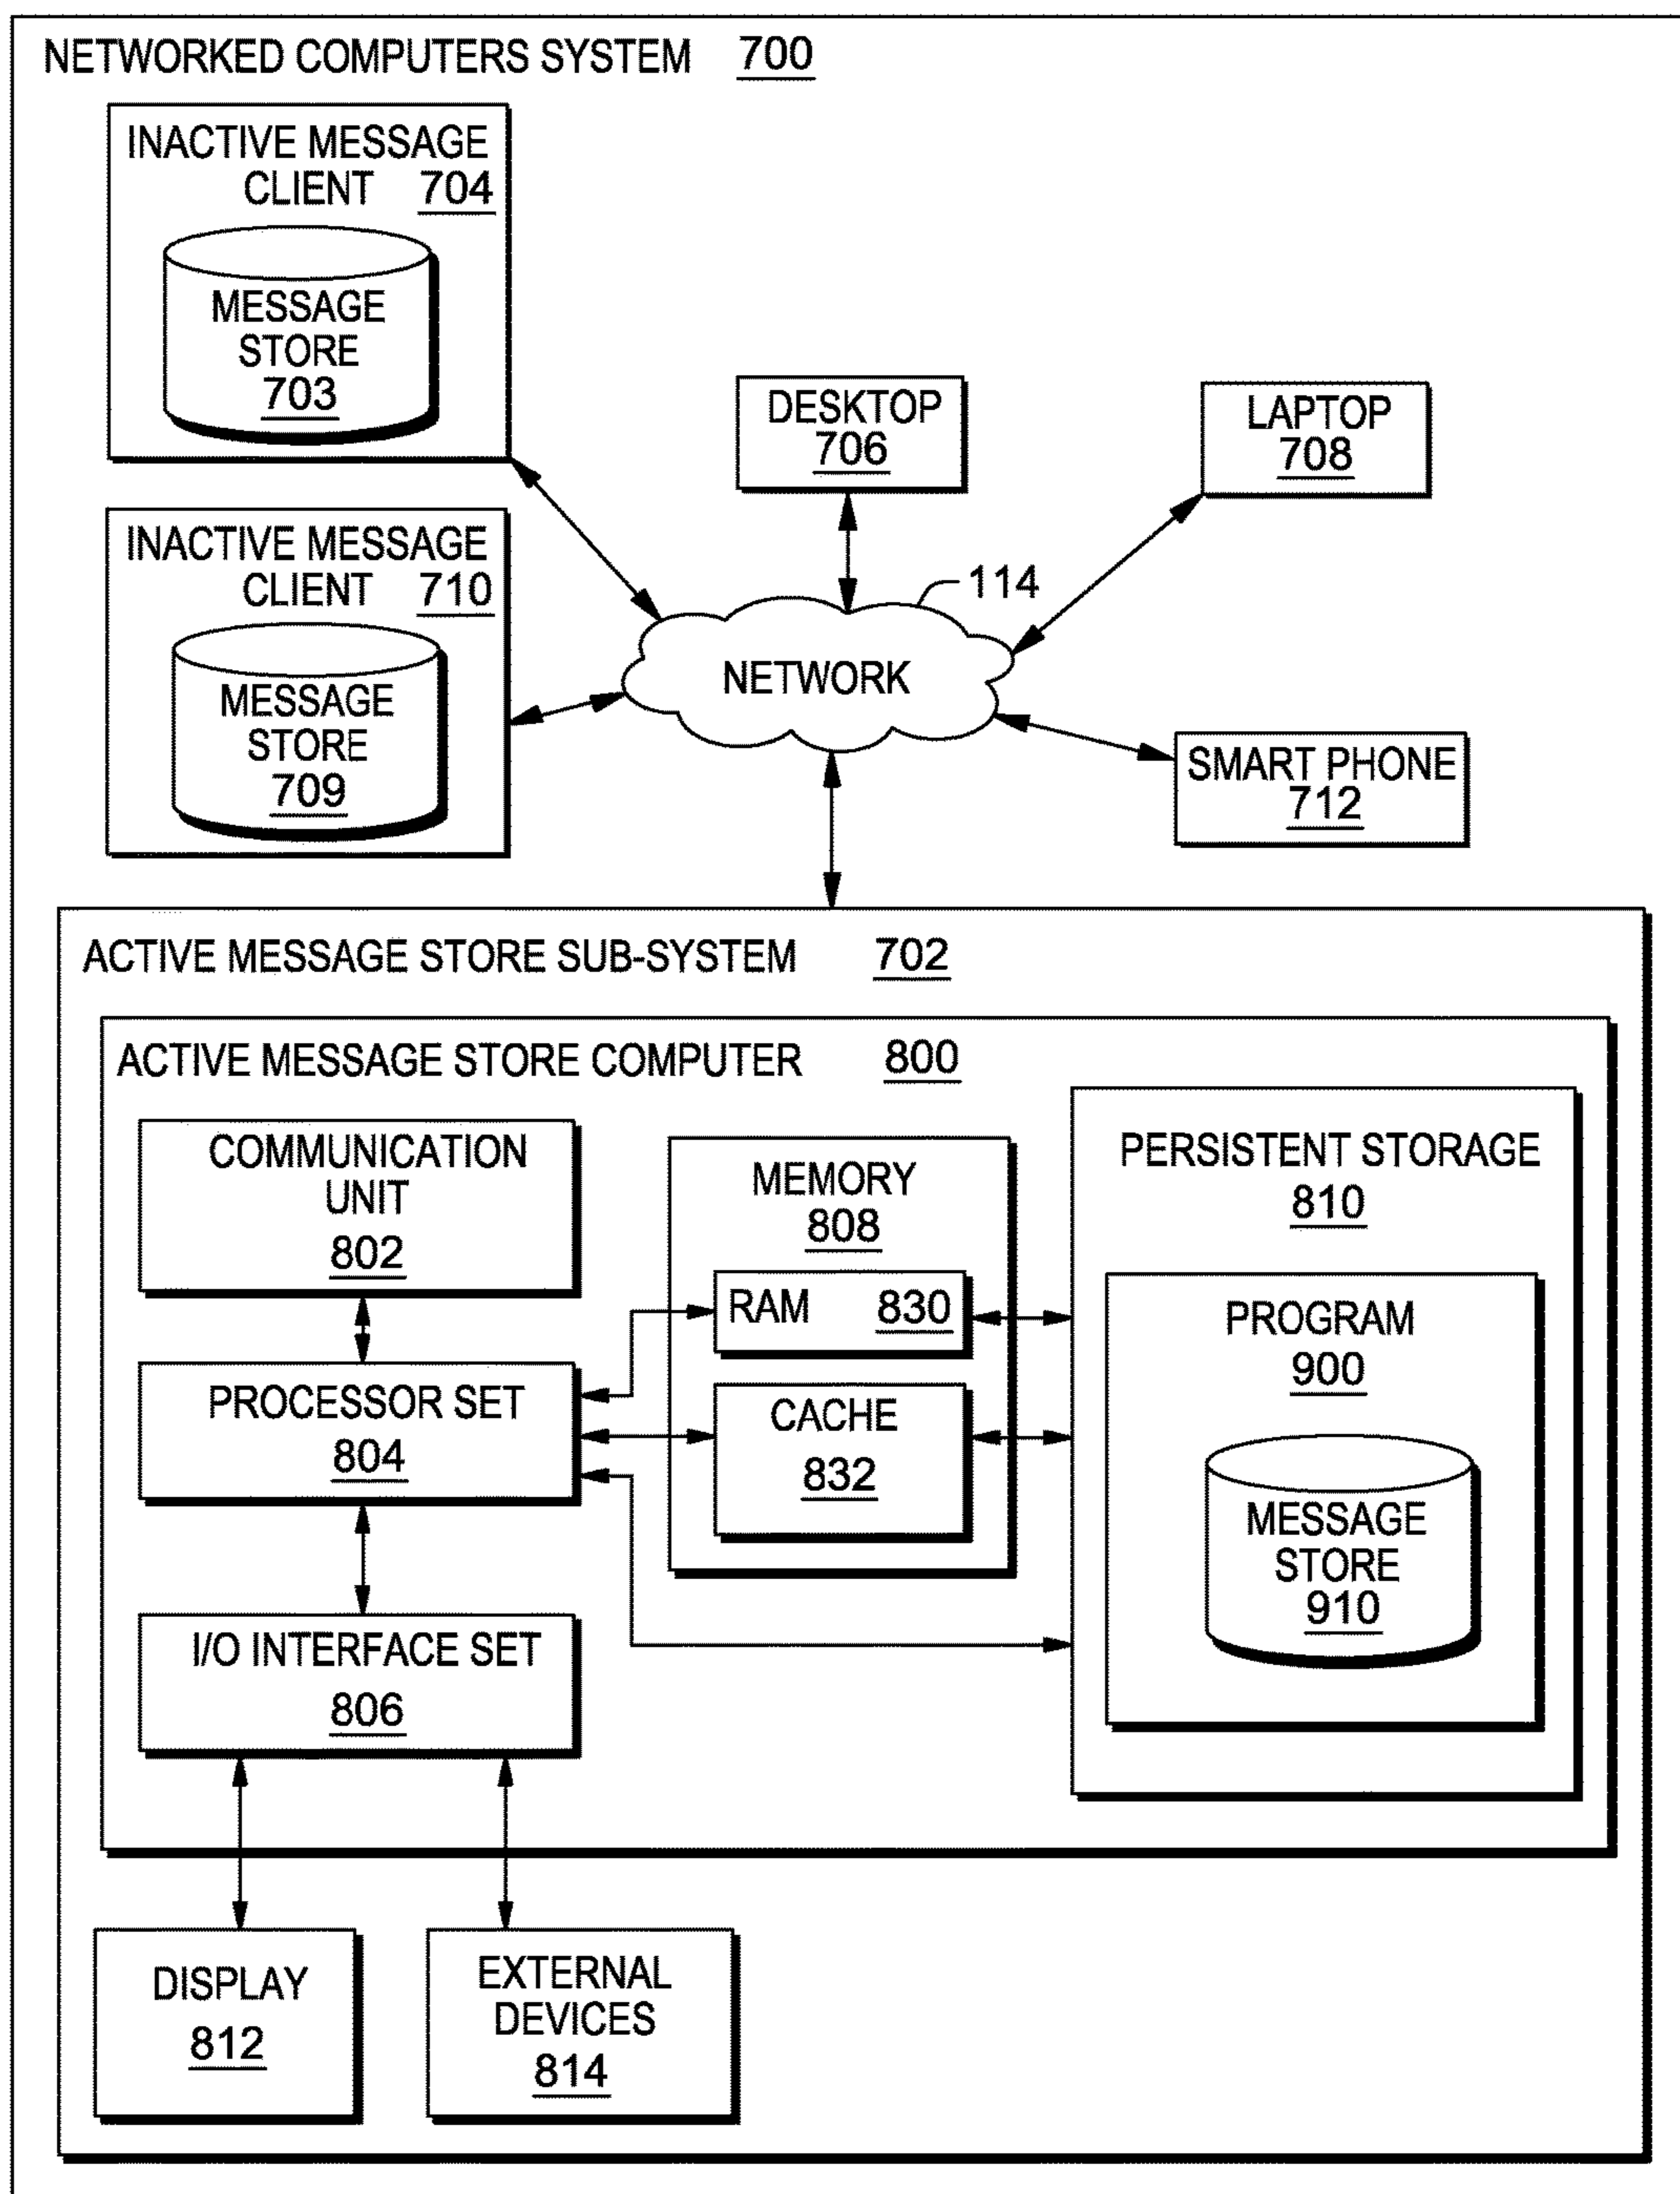 NETWORKED COMPUTERS SYSTEM 700
INACTIVE MESSAGE
CLIENT 704
MESSAGE
STORE
703
DESKTOP
706
LAPTOP
708
INACTIVE MESSAGE
CLIENT 710
MESSAGE
STORE
709
114
NETWORK
SMART PHONE
712
ACTIVE MESSAGE STORE SUB-SYSTEM 702
ACTIVE MESSAGE STORE COMPUTER 800
COMMUNICATION
UNIT
802
PROCESSOR SET
804
I/O INTERFACE SET
806
MEMORY
808
RAM 830
CACHE
832
PERSISTENT STORAGE
810
PROGRAM
900
MESSAGE
STORE
910
DISPLAY
812
EXTERNAL
DEVICES
814